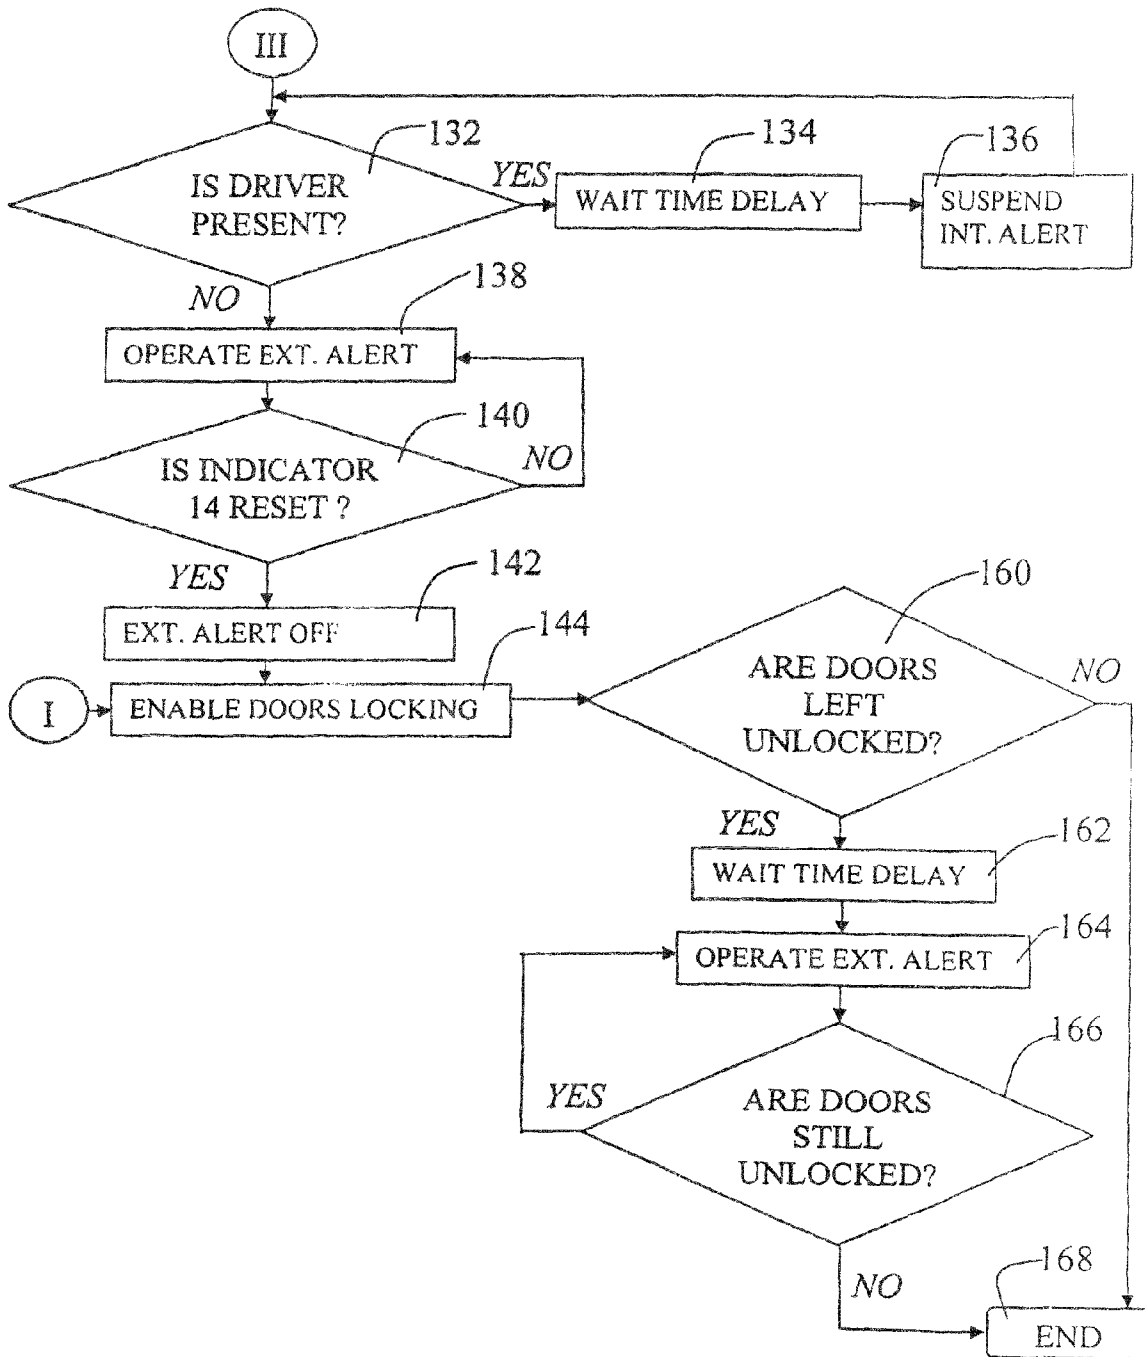 III
132
134
136
IS DRIVER
PRESENT?
YES
WAIT TIME DELAY
SUSPEND
INT. ALERT
NO
138
OPERATE EXT. ALERT
140
IS INDICATOR
14 RESET ?
NO
YES
142
EXT. ALERT OFF
144
160
I
ENABLE DOORS LOCKING
ARE DOORS
LEFT
UNLOCKED?
NO
YES
162
WAIT TIME DELAY
164
OPERATE EXT. ALERT
166
YES
ARE DOORS
STILL
UNLOCKED?
NO
168
END